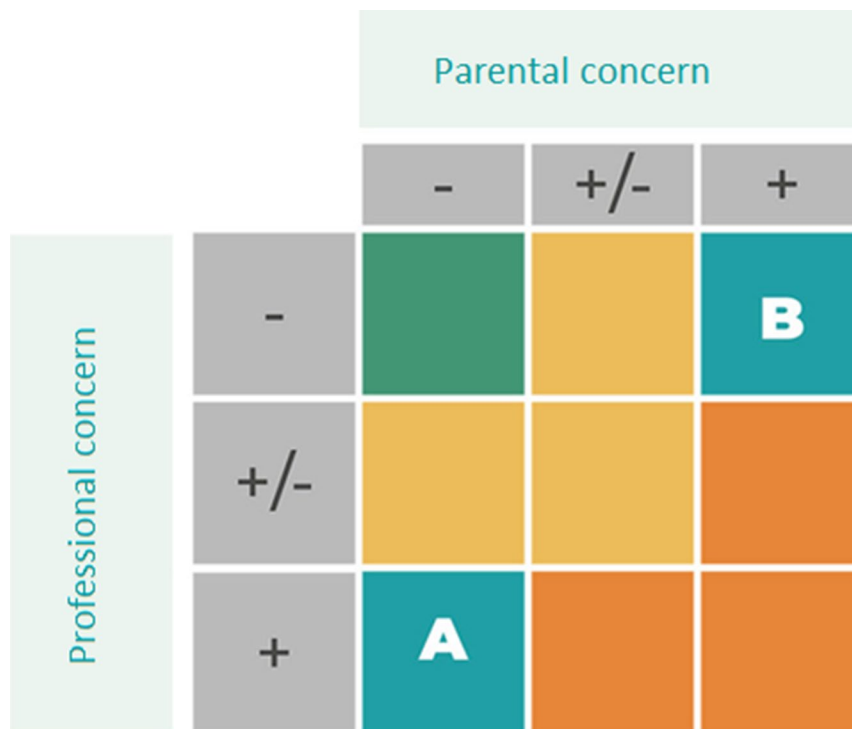 Parental concern
- +/- +
- B
Professional concern
+/-
+ A